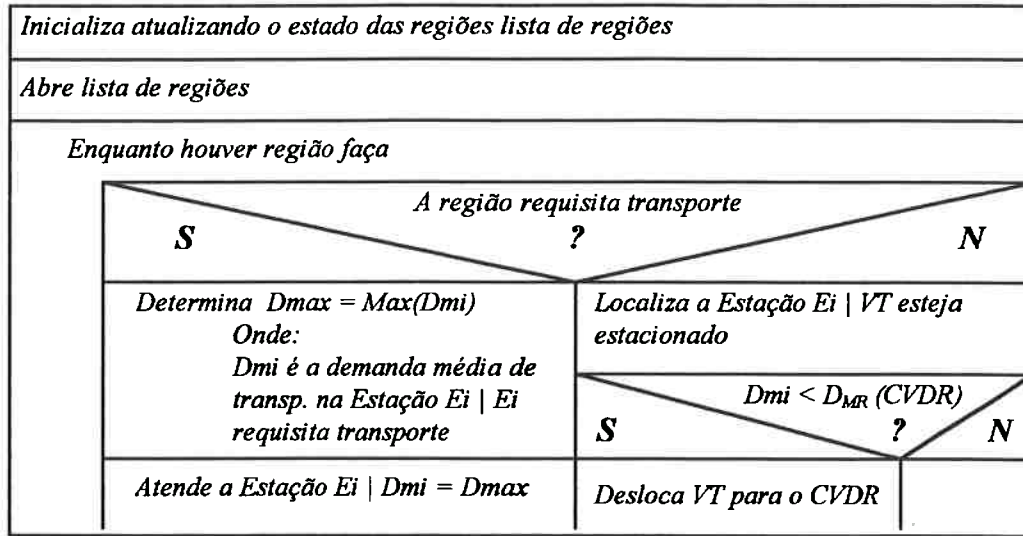 Inicializa atualizando o estado das regiões lista de regiões
Abre lista de regiões
Enquanto houver região faça
A região requisita transporte
S
?
N
Determina Dmax = Max(Dmi)
Onde:
Dmi é a demanda média de
transp. na Estação Ei | Ei
requisita transporte
Atende a Estação Ei | Dmi = Dmax
Localiza a Estação Ei | VT esteja
estacionado
Dmi < DMR (CVDR)
S
?
N
Desloca VT para o CVDR